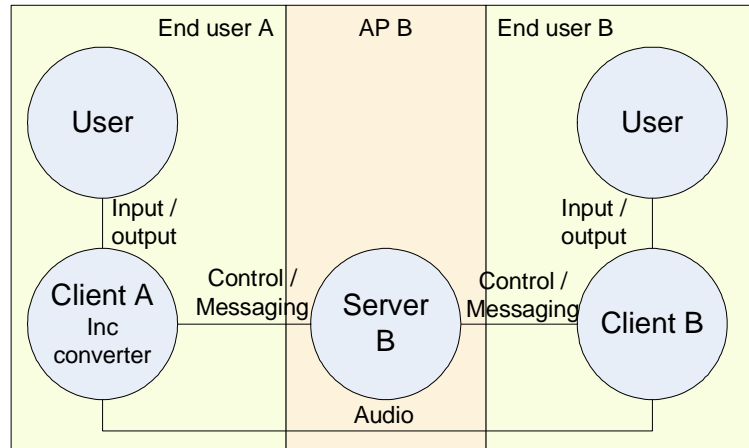 End user A
AP B
End user B
User
User
Input /
output
Input /
output
Client A
Inc
converter
Control /
Messaging
Server
B
Control /
Messaging
Client B
Audio